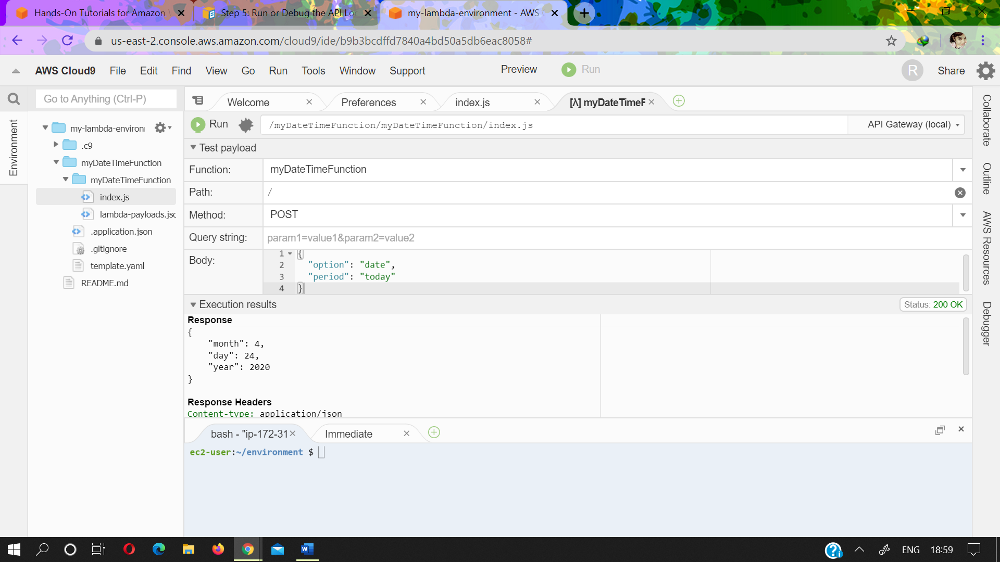 Hands-On Tutorials for Amazon
Step 5: Run or Debug the API Lo
my-lambda-environment - AWS
us-east-2.console.aws.amazon.com/cloud9/ide/b9b3bcdffd7840a4bd50a5db6eac8058#
AWS Cloud9 File Edit Find View Go Run Tools Window Support Preview Run R Share
Go to Anything (Ctrl-P)
Welcome Preferences index.js [λ] myDateTimeF
Environment
my-lambda-environ
.c9
myDateTimeFunction
myDateTimeFunction
index.js
lambda-payloads.jsc
.application.json
.gitignore
template.yaml
README.md
Run /myDateTimeFunction/myDateTimeFunction/index.js API Gateway (local)
Test payload
Function: myDateTimeFunction
Path: /
Method: POST
Query string: param1=value1&param2=value2
Body:
1 {
2 "option": "date",
3 "period": "today"
4 }
Execution results Status: 200 OK
Response
{
"month": 4,
"day": 24,
"year": 2020
}
Response Headers
Content-type: application/json
bash - "ip-172-31 Immediate
ec2-user:~/environment $
Collaborate
Outline
AWS Resources
Debugger
ENG 18:59